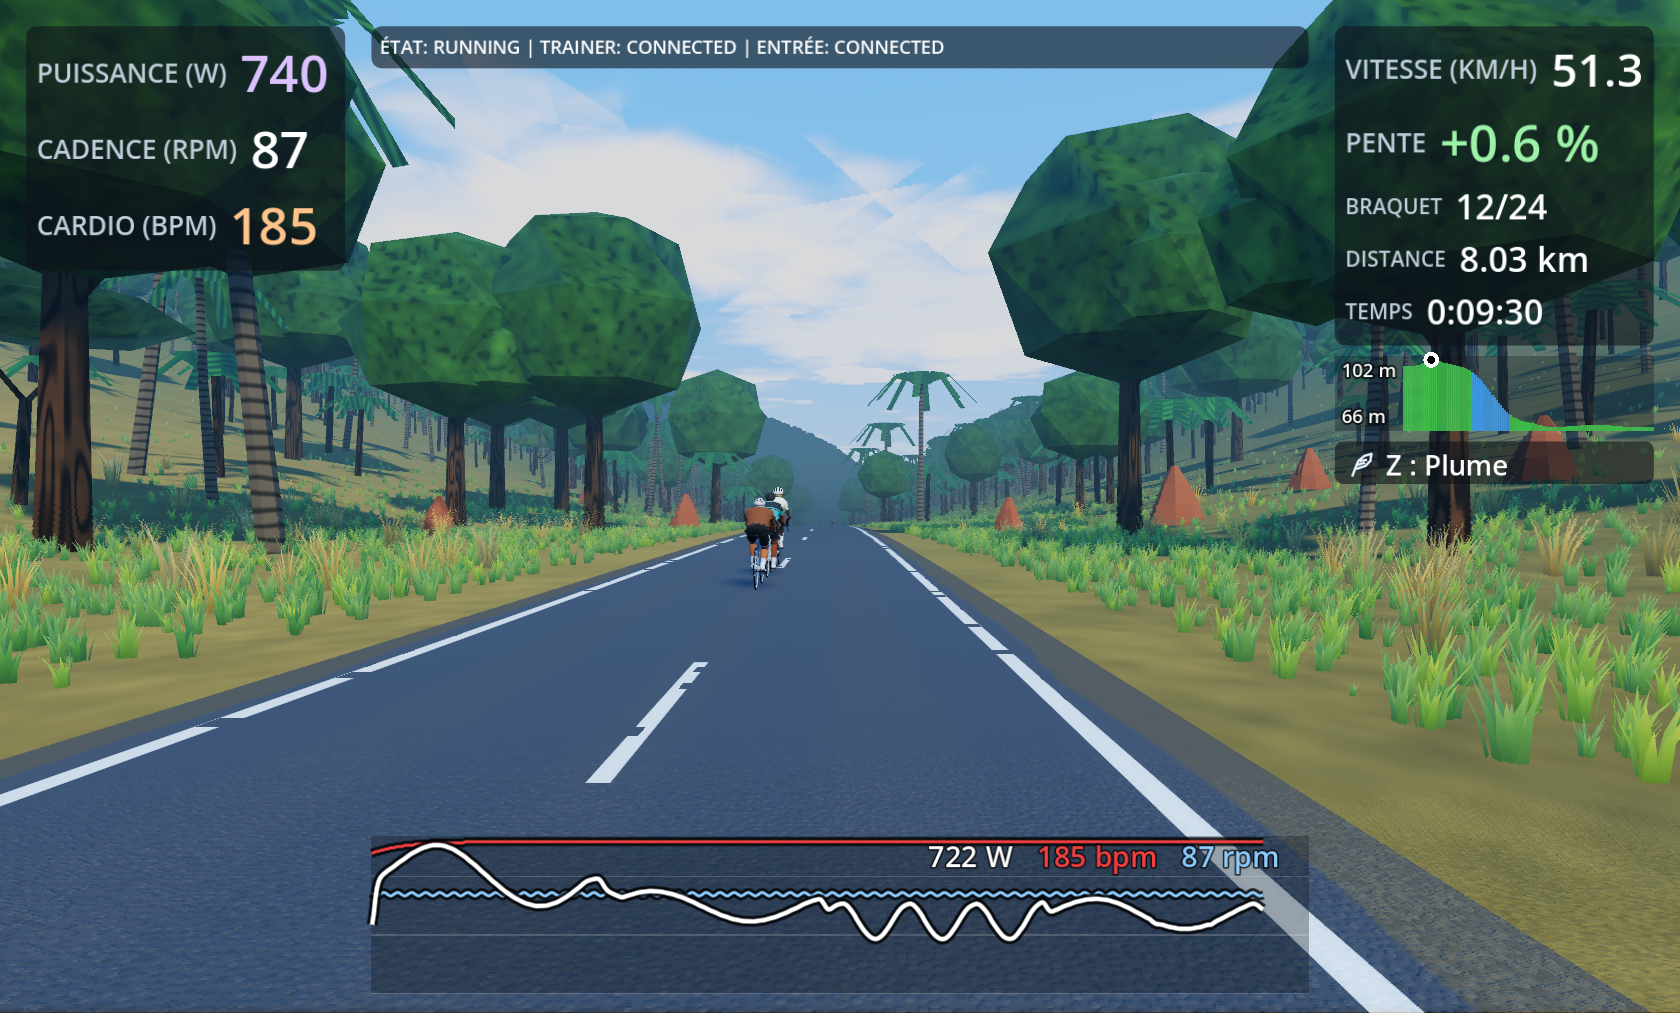 PUISSANCE (W) 740
CADENCE (RPM) 87
CARDIO (BPM) 185
ÉTAT: RUNNING | TRAINER: CONNECTED | ENTRÉE: CONNECTED
VITESSE (KM/H) 51.3
PENTE +0.6 %
BRAQUET 12/24
DISTANCE 8.03 km
TEMPS 0:09:30
102 m
66 m
Z : Plume
722 W 185 bpm 87 rpm